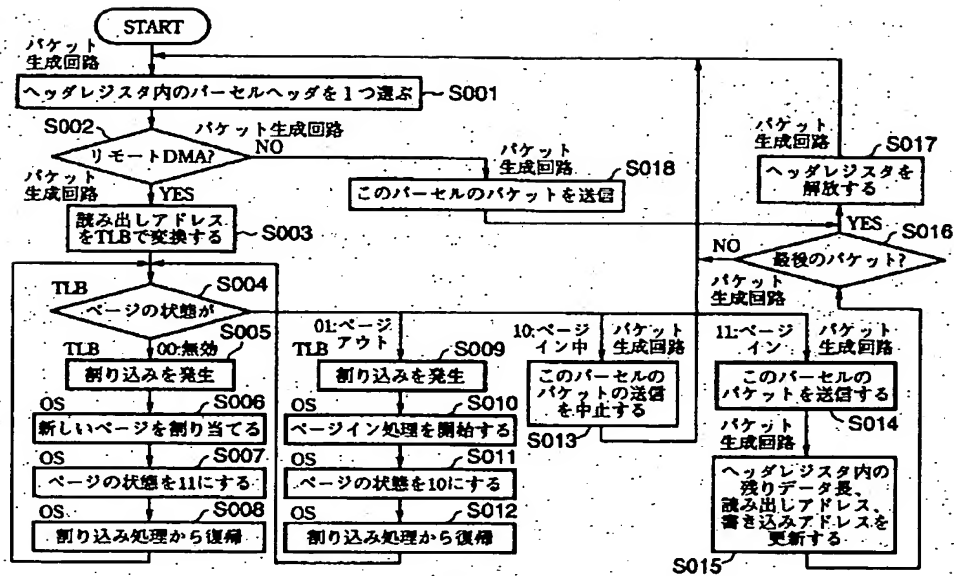 START
パケット
生成回路
ヘッダレジスタ内のパーセルヘッダを1つ選ぶ
S001
S002
パケット生成回路
リモートDMA?
NO
パケット
生成回路
YES
読み出しアドレス
をTLBで変換する
S003
パケット
生成回路
S018
このパーセルのパケットを送信
パケット
生成回路
S017
ヘッダレジスタを
解放する
YES
S016
NO
最後のパケット?
パケット
生成回路
TLB
S004
ページの状態が
TLB
00:無効
S005
割り込みを発生
OS
S006
新しいページを割り当てる
OS
S007
ページの状態を11にする
OS
S008
割り込み処理から復帰
01:ページ
アウト
TLB
S009
割り込みを発生
OS
S010
ページイン処理を開始する
OS
S011
ページの状態を10にする
OS
S012
割り込み処理から復帰
10:ページ
イン中
パケット
生成回路
このパーセルの
パケットの送信
を中止する
S013
11:ページ
イン
パケット
生成回路
このパーセルの
パケットを送信する
S014
パケット
生成回路
ヘッダレジスタ内の
残りデータ長、
読み出しアドレス、
書き込みアドレスを
更新する
S015